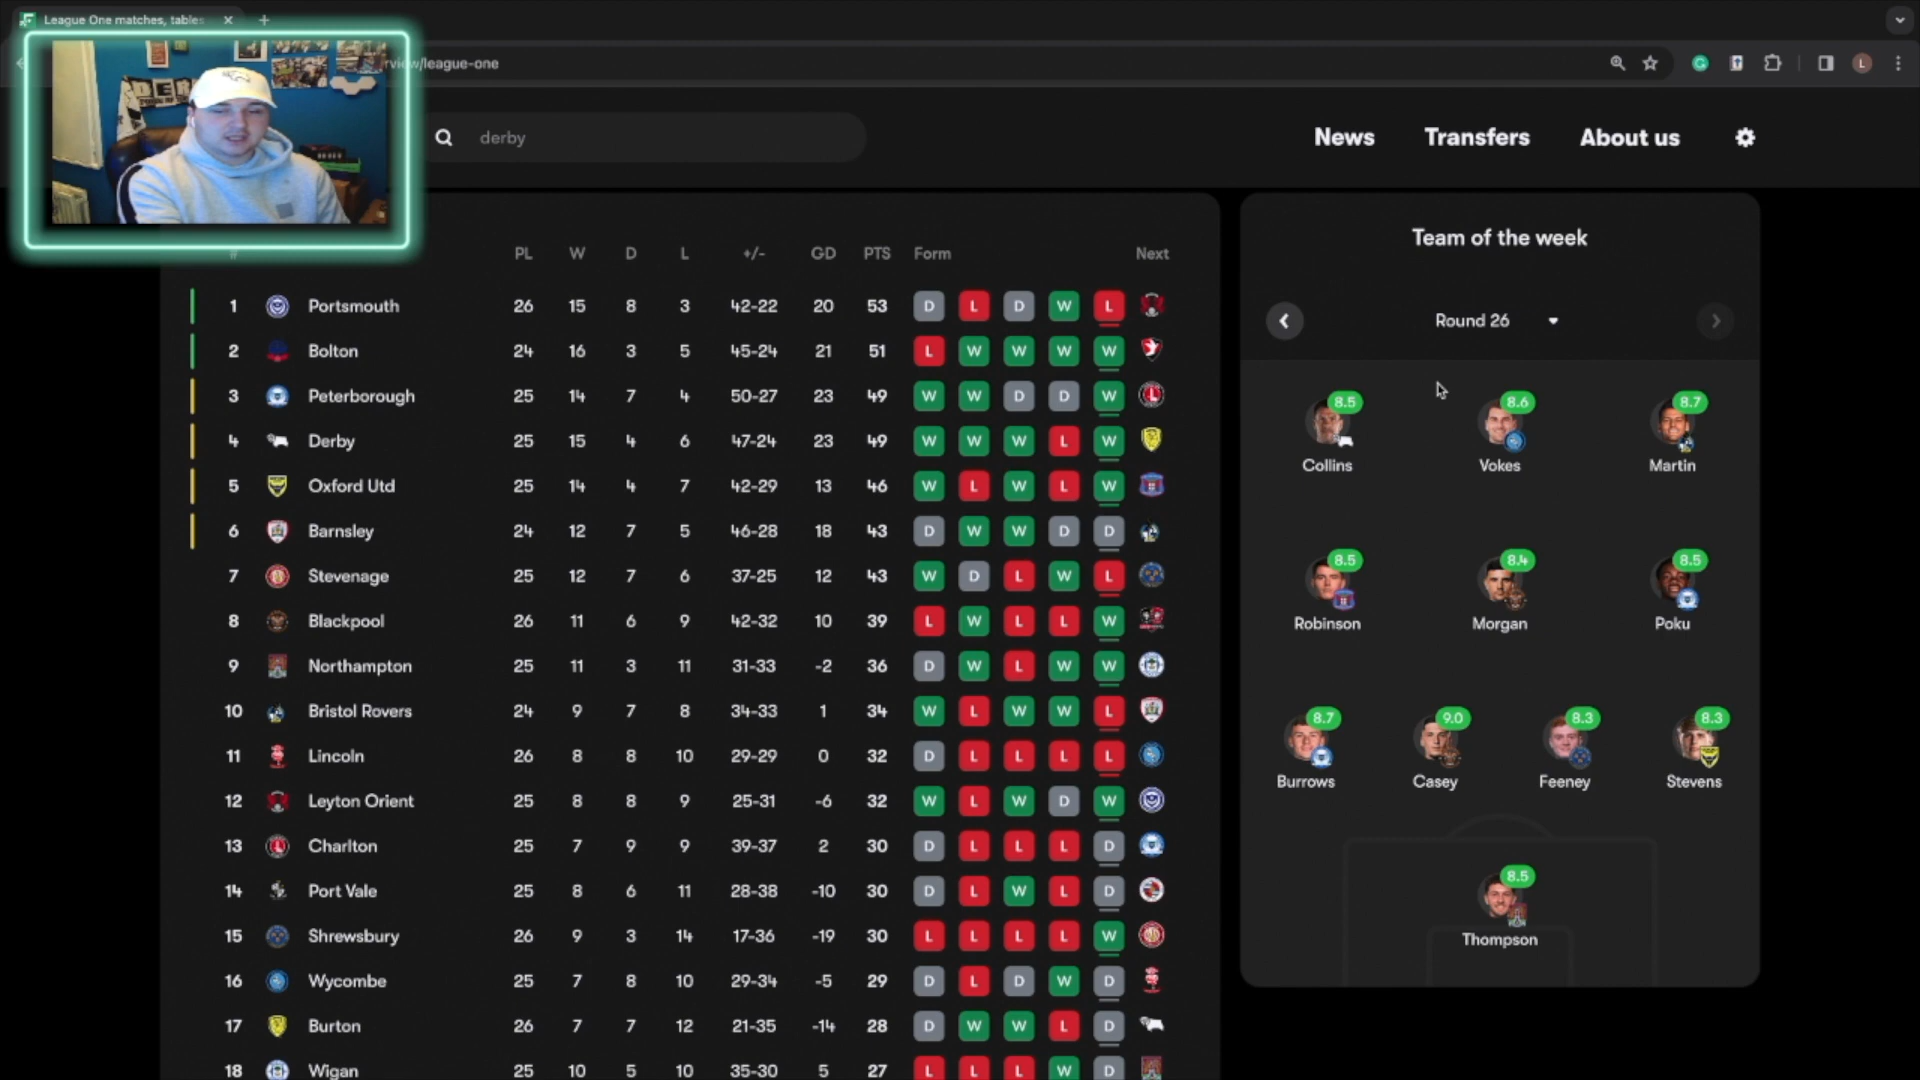 League One matches, tables
rview/league-one
DER
derby
News
Transfers
About us
# PL W D L +/- GD PTS Form Next
1 Portsmouth 26 15 8 3 42-22 20 53 D L D W L
2 Bolton 24 16 3 5 45-24 21 51 L W W W W
3 Peterborough 25 14 7 4 50-27 23 49 W W D D W
4 Derby 25 15 4 6 47-24 23 49 W W W L W
5 Oxford Utd 25 14 4 7 42-29 13 46 W L W L W
6 Barnsley 24 12 7 5 46-28 18 43 D W W D D
7 Stevenage 25 12 7 6 37-25 12 43 W D L W L
8 Blackpool 26 11 6 9 42-32 10 39 L W L L W
9 Northampton 25 11 3 11 31-33 -2 36 D W L W W
10 Bristol Rovers 24 9 7 8 34-33 1 34 W L W W L
11 Lincoln 26 8 8 10 29-29 0 32 D L L L L
12 Leyton Orient 25 8 8 9 25-31 -6 32 W L W D W
13 Charlton 25 7 9 9 39-37 2 30 D L L L D
14 Port Vale 25 8 6 11 28-38 -10 30 D L W L D
15 Shrewsbury 26 9 3 14 17-36 -19 30 L L L L W
16 Wycombe 25 7 8 10 29-34 -5 29 D L D W D
17 Burton 26 7 7 12 21-35 -14 28 D W W L D
18 Wigan 25 10 5 10 35-30 5 27 L L L W D
Team of the week
Round 26
8.5 8.6 8.7
Collins Vokes Martin
8.5 8.4 8.5
Robinson Morgan Poku
8.7 9.0 8.3 8.3
Burrows Casey Feeney Stevens
8.5
Thompson
L